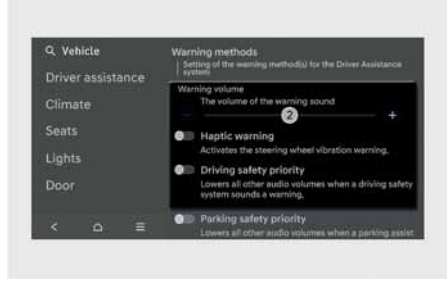 Vehicle
Driver assistance
Climate
Seats
Lights
Door
Warning methods
Setting of the warning method(s) for the Driver Assistance
system
Warning volume
The volume of the warning sound
2
Haptic warning
Activates the steering wheel vibration warning.
Driving safety priority
Lowers all other audio volumes when a driving safety
system sounds a warning.
Parking safety priority
Lowers all other audio volumes when a parking assist